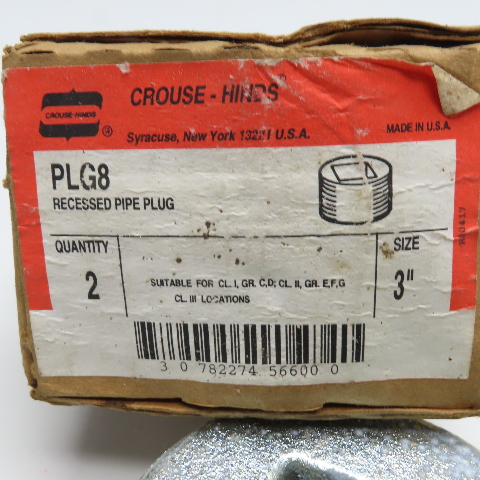 CROUSE-HINDS
®
CROUSE - HINDS®
Syracuse, New York 13221 U.S.A.
MADE IN U.S.A.
PLG8
RECESSED PIPE PLUG
QUANTITY
2
SUITABLE FOR CL. I, GR. C,D; CL. II, GR. E,F,G
CL. III LOCATIONS
SIZE
3"
3 0 782274 56600 0